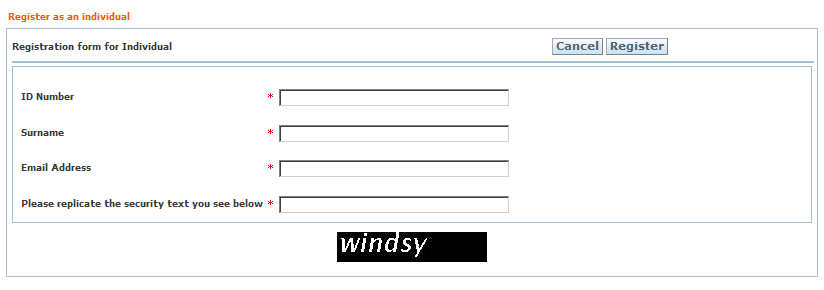 Register as an individual
Registration form for Individual Cancel Register
ID Number *
Surname *
Email Address *
Please replicate the security text you see below *
windsy